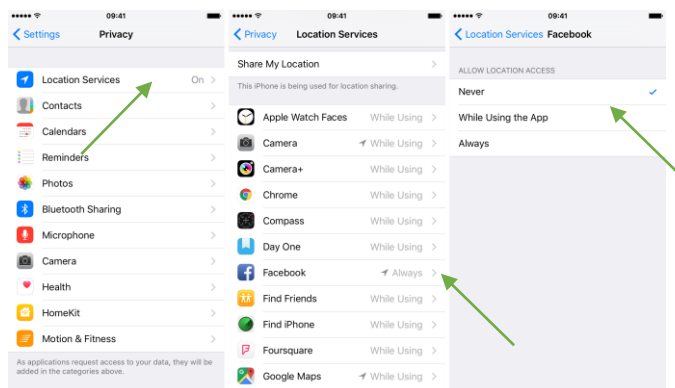 09:41
Settings Privacy
Location Services On
Contacts
Calendars
Reminders
Photos
Bluetooth Sharing
Microphone
Camera
Health
HomeKit
Motion & Fitness
As applications request access to your data, they will be
added in the categories above.
09:41
Privacy Location Services
Share My Location
This iPhone is being used for location sharing.
Apple Watch Faces While Using
Camera While Using
Camera+ While Using
Chrome While Using
Compass While Using
Day One While Using
Facebook Always
Find Friends While Using
Find iPhone While Using
Foursquare While Using
Google Maps While Using
09:41
Location Services Facebook
ALLOW LOCATION ACCESS
Never
While Using the App
Always